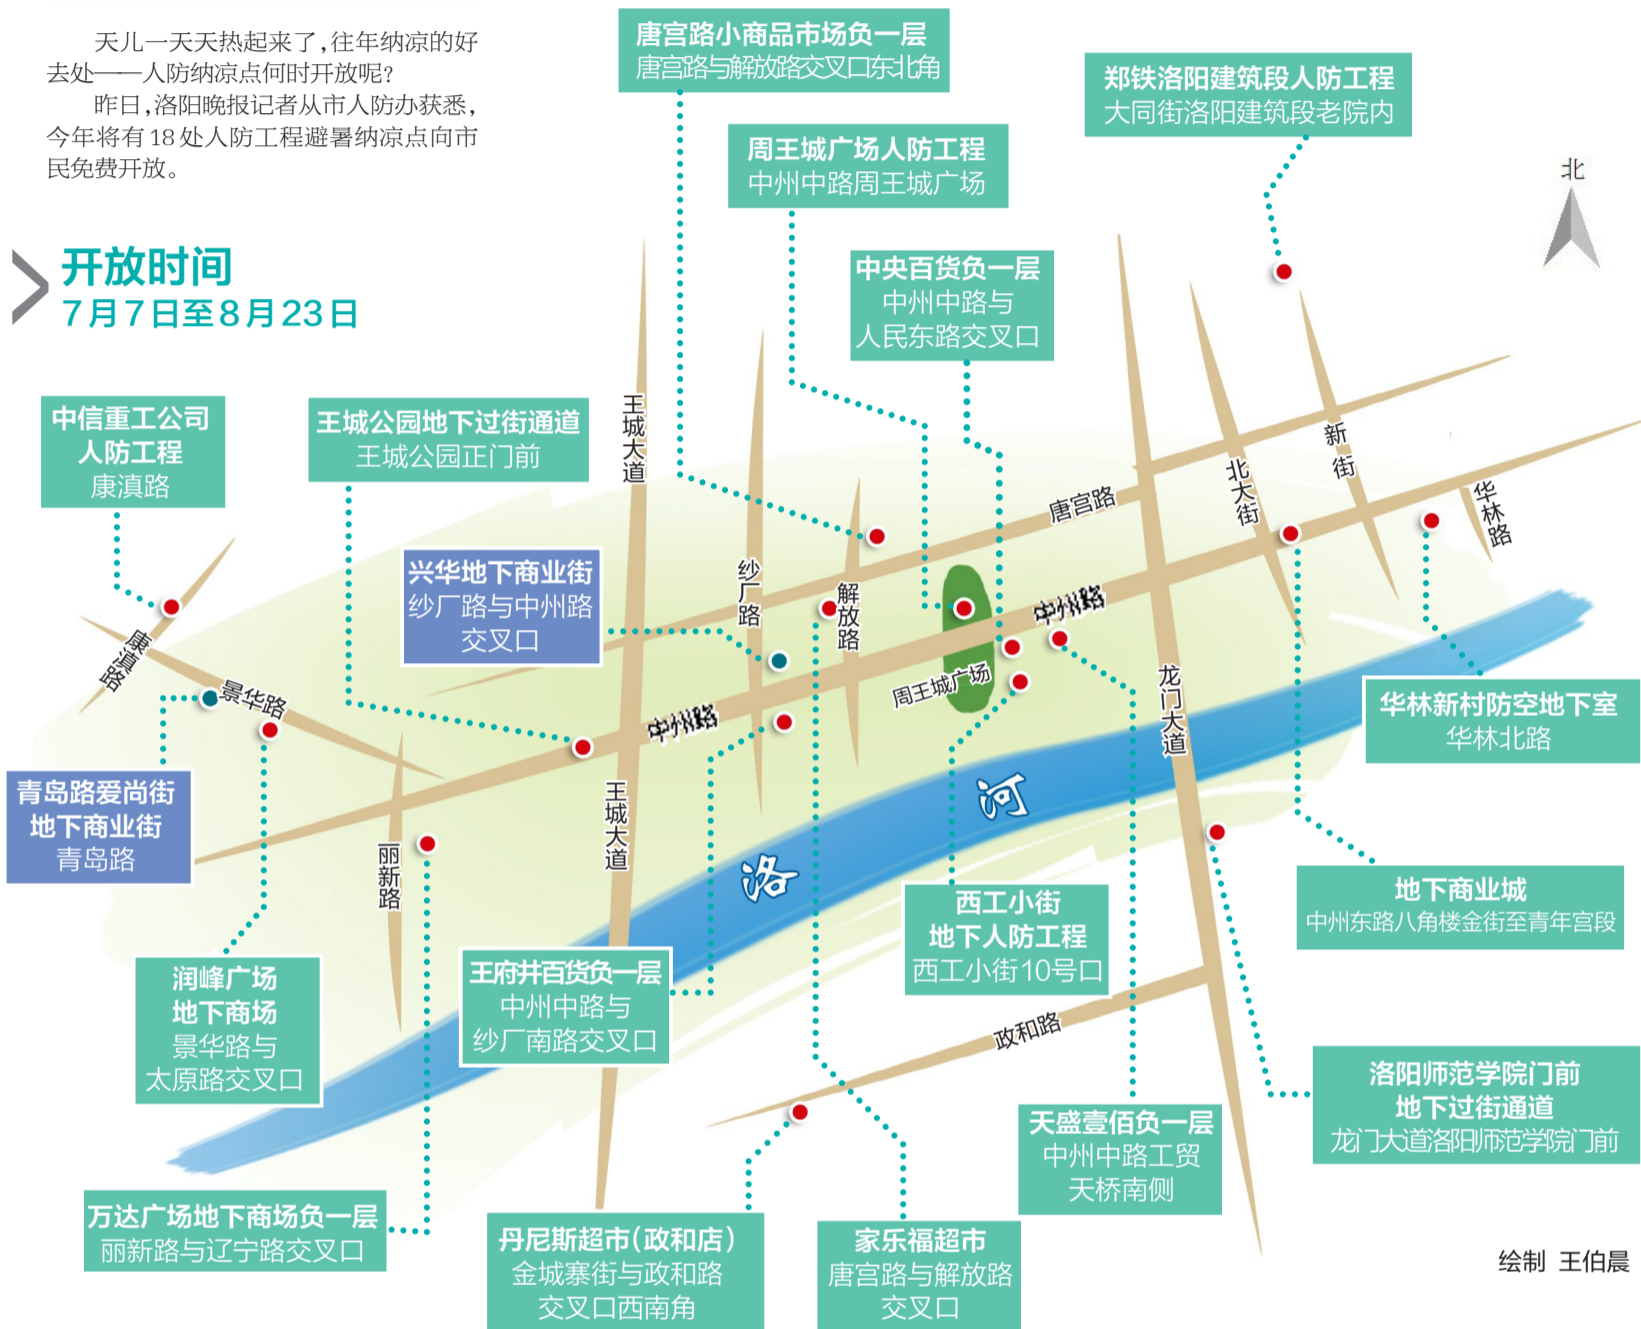 天儿一天天热起来了,往年纳凉的好
去处——人防纳凉点何时开放呢?
昨日,洛阳晚报记者从市人防办获悉,
今年将有18处人防工程避暑纳凉点向市
民免费开放。
开放时间
7月7日至8月23日
唐宫路小商品市场负一层
唐宫路与解放路交叉口东北角
郑铁洛阳建筑段人防工程
大同街洛阳建筑段老院内
周王城广场人防工程
中州中路周王城广场
北
中央百货负一层
中州中路与
人民东路交叉口
中信重工公司
人防工程
康滇路
王城公园地下过街通道
王城公园正门前
王城大道
新街
北大街
华林路
唐宫路
兴华地下商业街
纱厂路与中州路
交叉口
纱厂路
解放路
中州路
康滇路
景华路
周王城广场
龙门大道
中州路
华林新村防空地下室
华林北路
青岛路爱尚街
地下商业街
青岛路
王城大道
丽新路
洛河
地下商业城
中州东路八角楼金街至青年宫段
西工小街
地下人防工程
西工小街10号口
润峰广场
地下商场
景华路与
太原路交叉口
王府井百货负一层
中州中路与
纱厂南路交叉口
政和路
洛阳师范学院门前
地下过街通道
龙门大道洛阳师范学院门前
天盛壹佰负一层
中州中路工贸
天桥南侧
万达广场地下商场负一层
丽新路与辽宁路交叉口
丹尼斯超市(政和店)
金城寨街与政和路
交叉口西南角
家乐福超市
唐宫路与解放路
交叉口
绘制 王伯晨